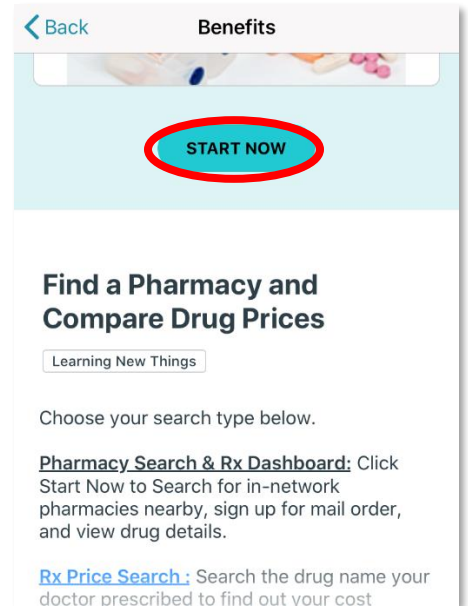 Back
Benefits
START NOW
Find a Pharmacy and
Compare Drug Prices
Learning New Things
Choose your search type below.
Pharmacy Search & Rx Dashboard: Click
Start Now to Search for in-network
pharmacies nearby, sign up for mail order,
and view drug details.
Rx Price Search : Search the drug name your
doctor prescribed to find out your cost